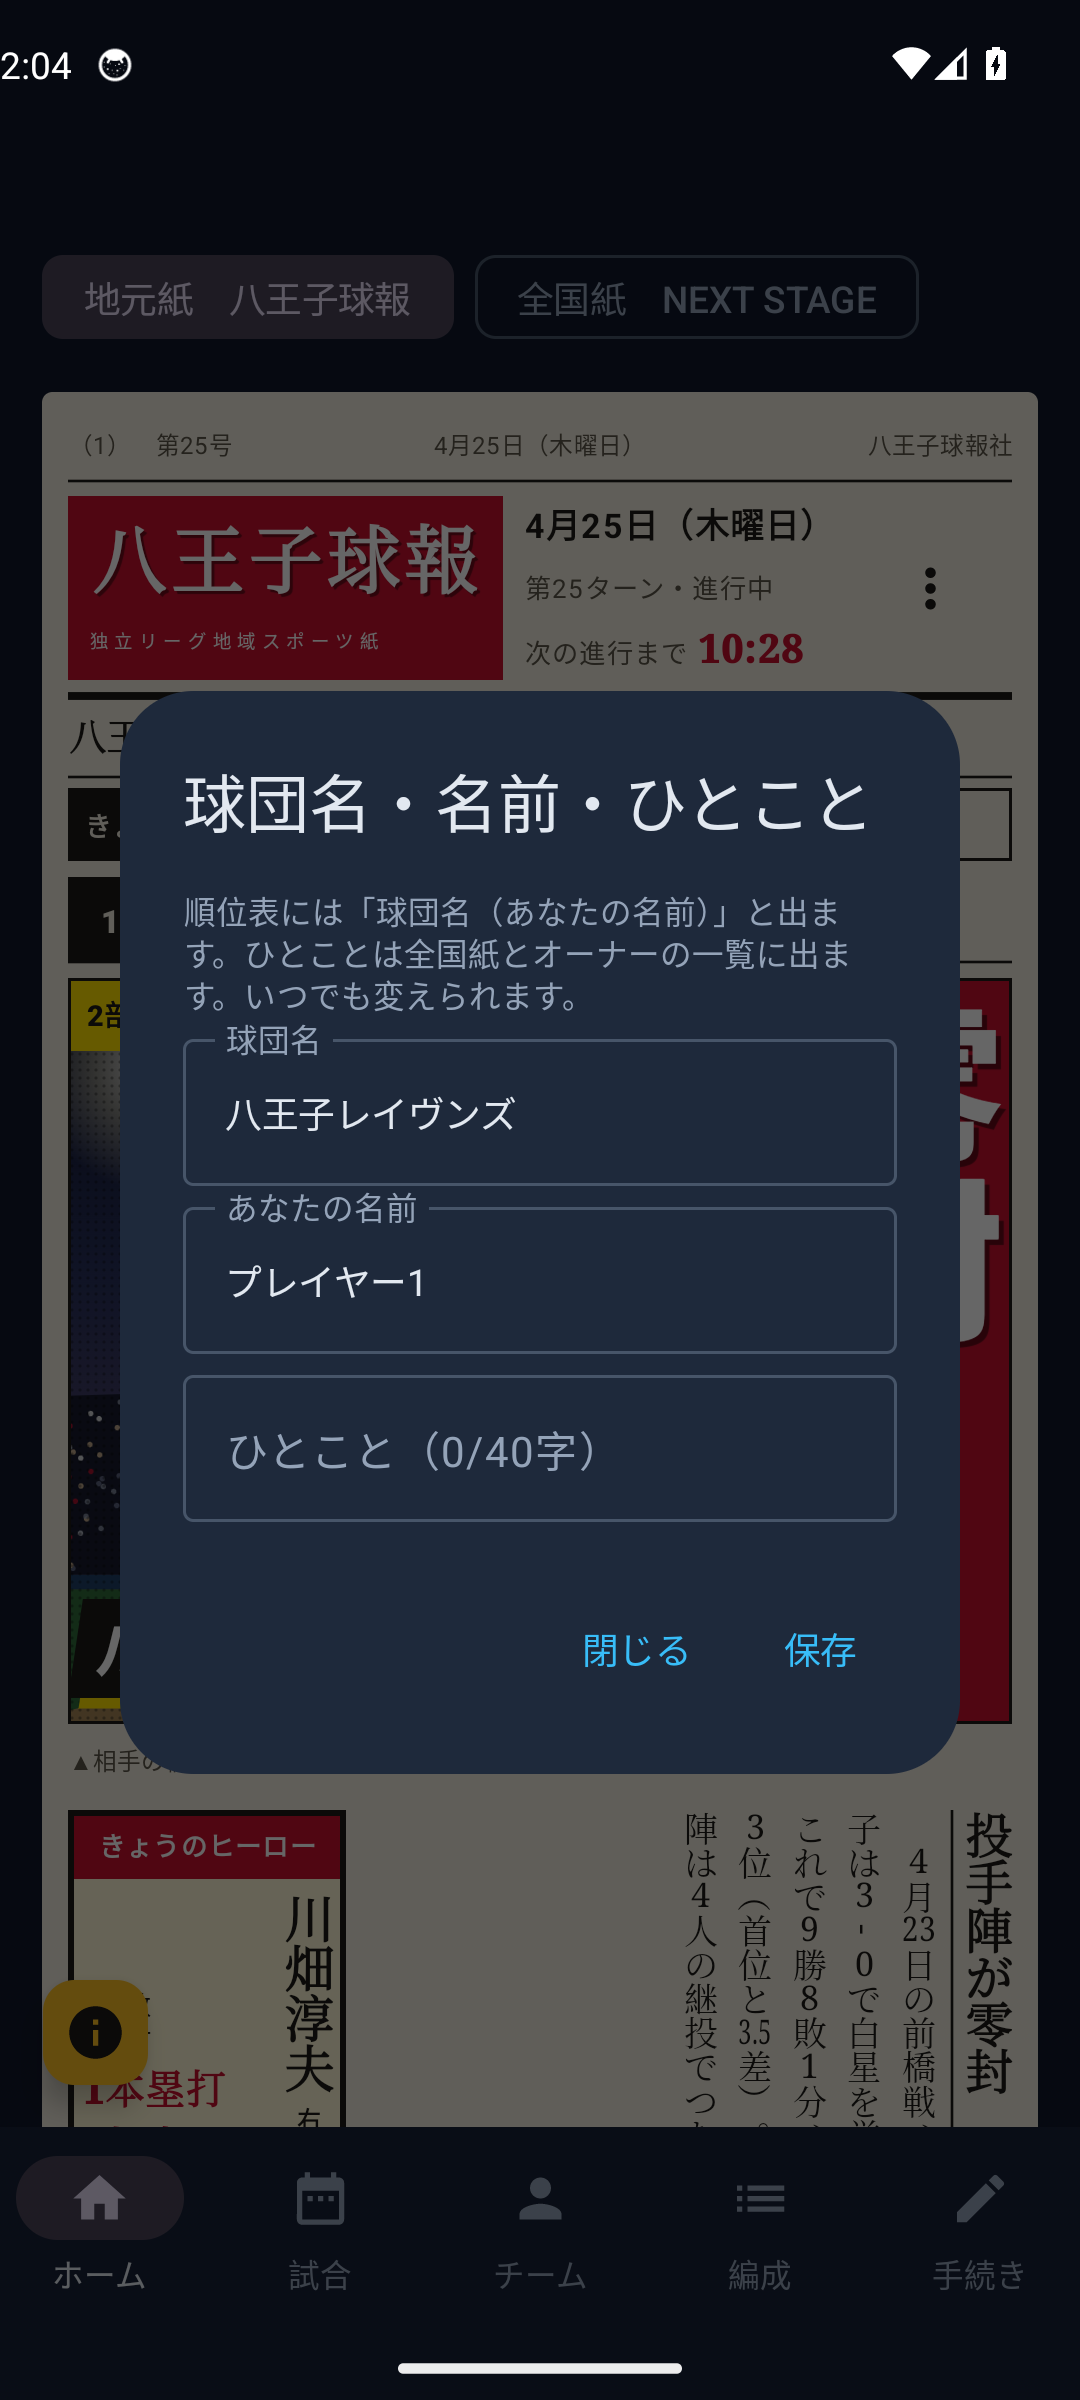 2:04
地元紙　八王子球報
全国紙　NEXT STAGE
（1）　第25号
4月25日（木曜日）
八王子球報社
八王子球報
独立リーグ地域スポーツ紙
4月25日（木曜日）
第25ターン・進行中
次の進行まで 10:28
球団名・名前・ひとこと
順位表には「球団名（あなたの名前）」と出ま
す。ひとことは全国紙とオーナーの一覧に出ま
す。いつでも変えられます。
球団名
八王子レイヴンズ
あなたの名前
プレイヤー1
ひとこと（0/40字）
閉じる
保存
▲相手の
きょうのヒーロー
川畑淳夫
右
1本塁打
投手陣が零封
4月23日の前橋戦
子は3-0で白星を
これで9勝8敗1分
3位（首位と3.5差）。
陣は4人の継投でつ
ホーム
試合
チーム
編成
手続き